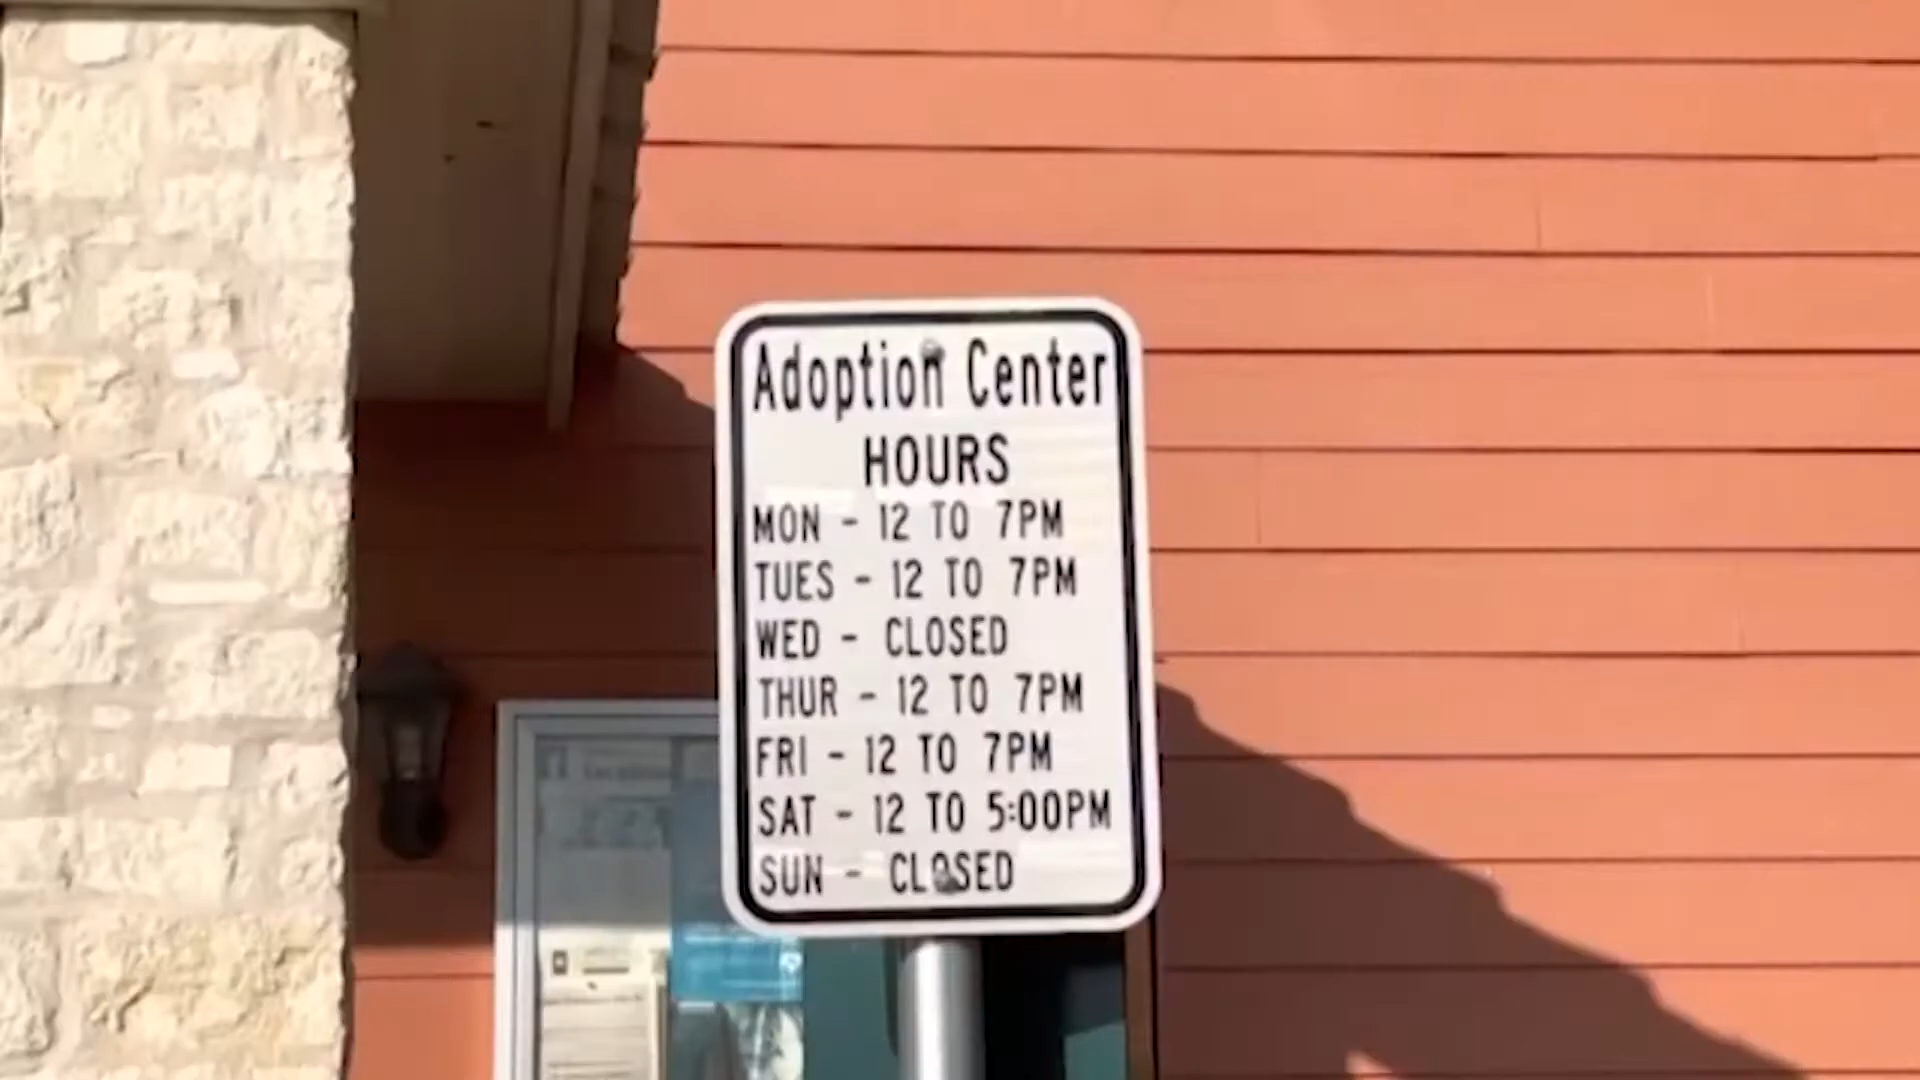 Adoption Center
HOURS
MON - 12 TO 7PM
TUES - 12 TO 7PM
WED - CLOSED
THUR - 12 TO 7PM
FRI - 12 TO 7PM
SAT - 12 TO 5:00PM
SUN - CLOSED